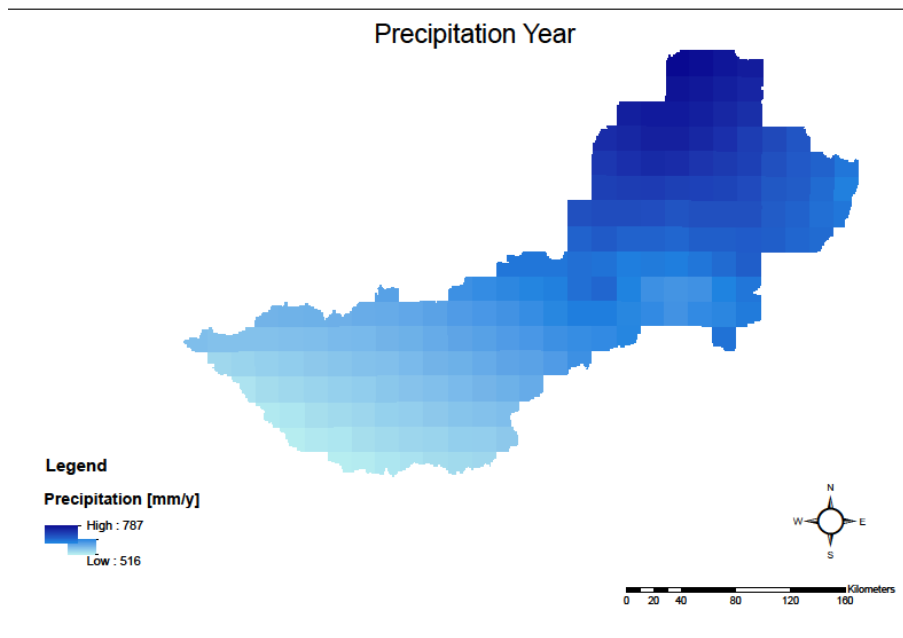 Precipitation Year
Legend
Precipitation [mm/y]
High : 787
Low : 516
N
W E
S
Kilometers
0 20 40 80 120 160